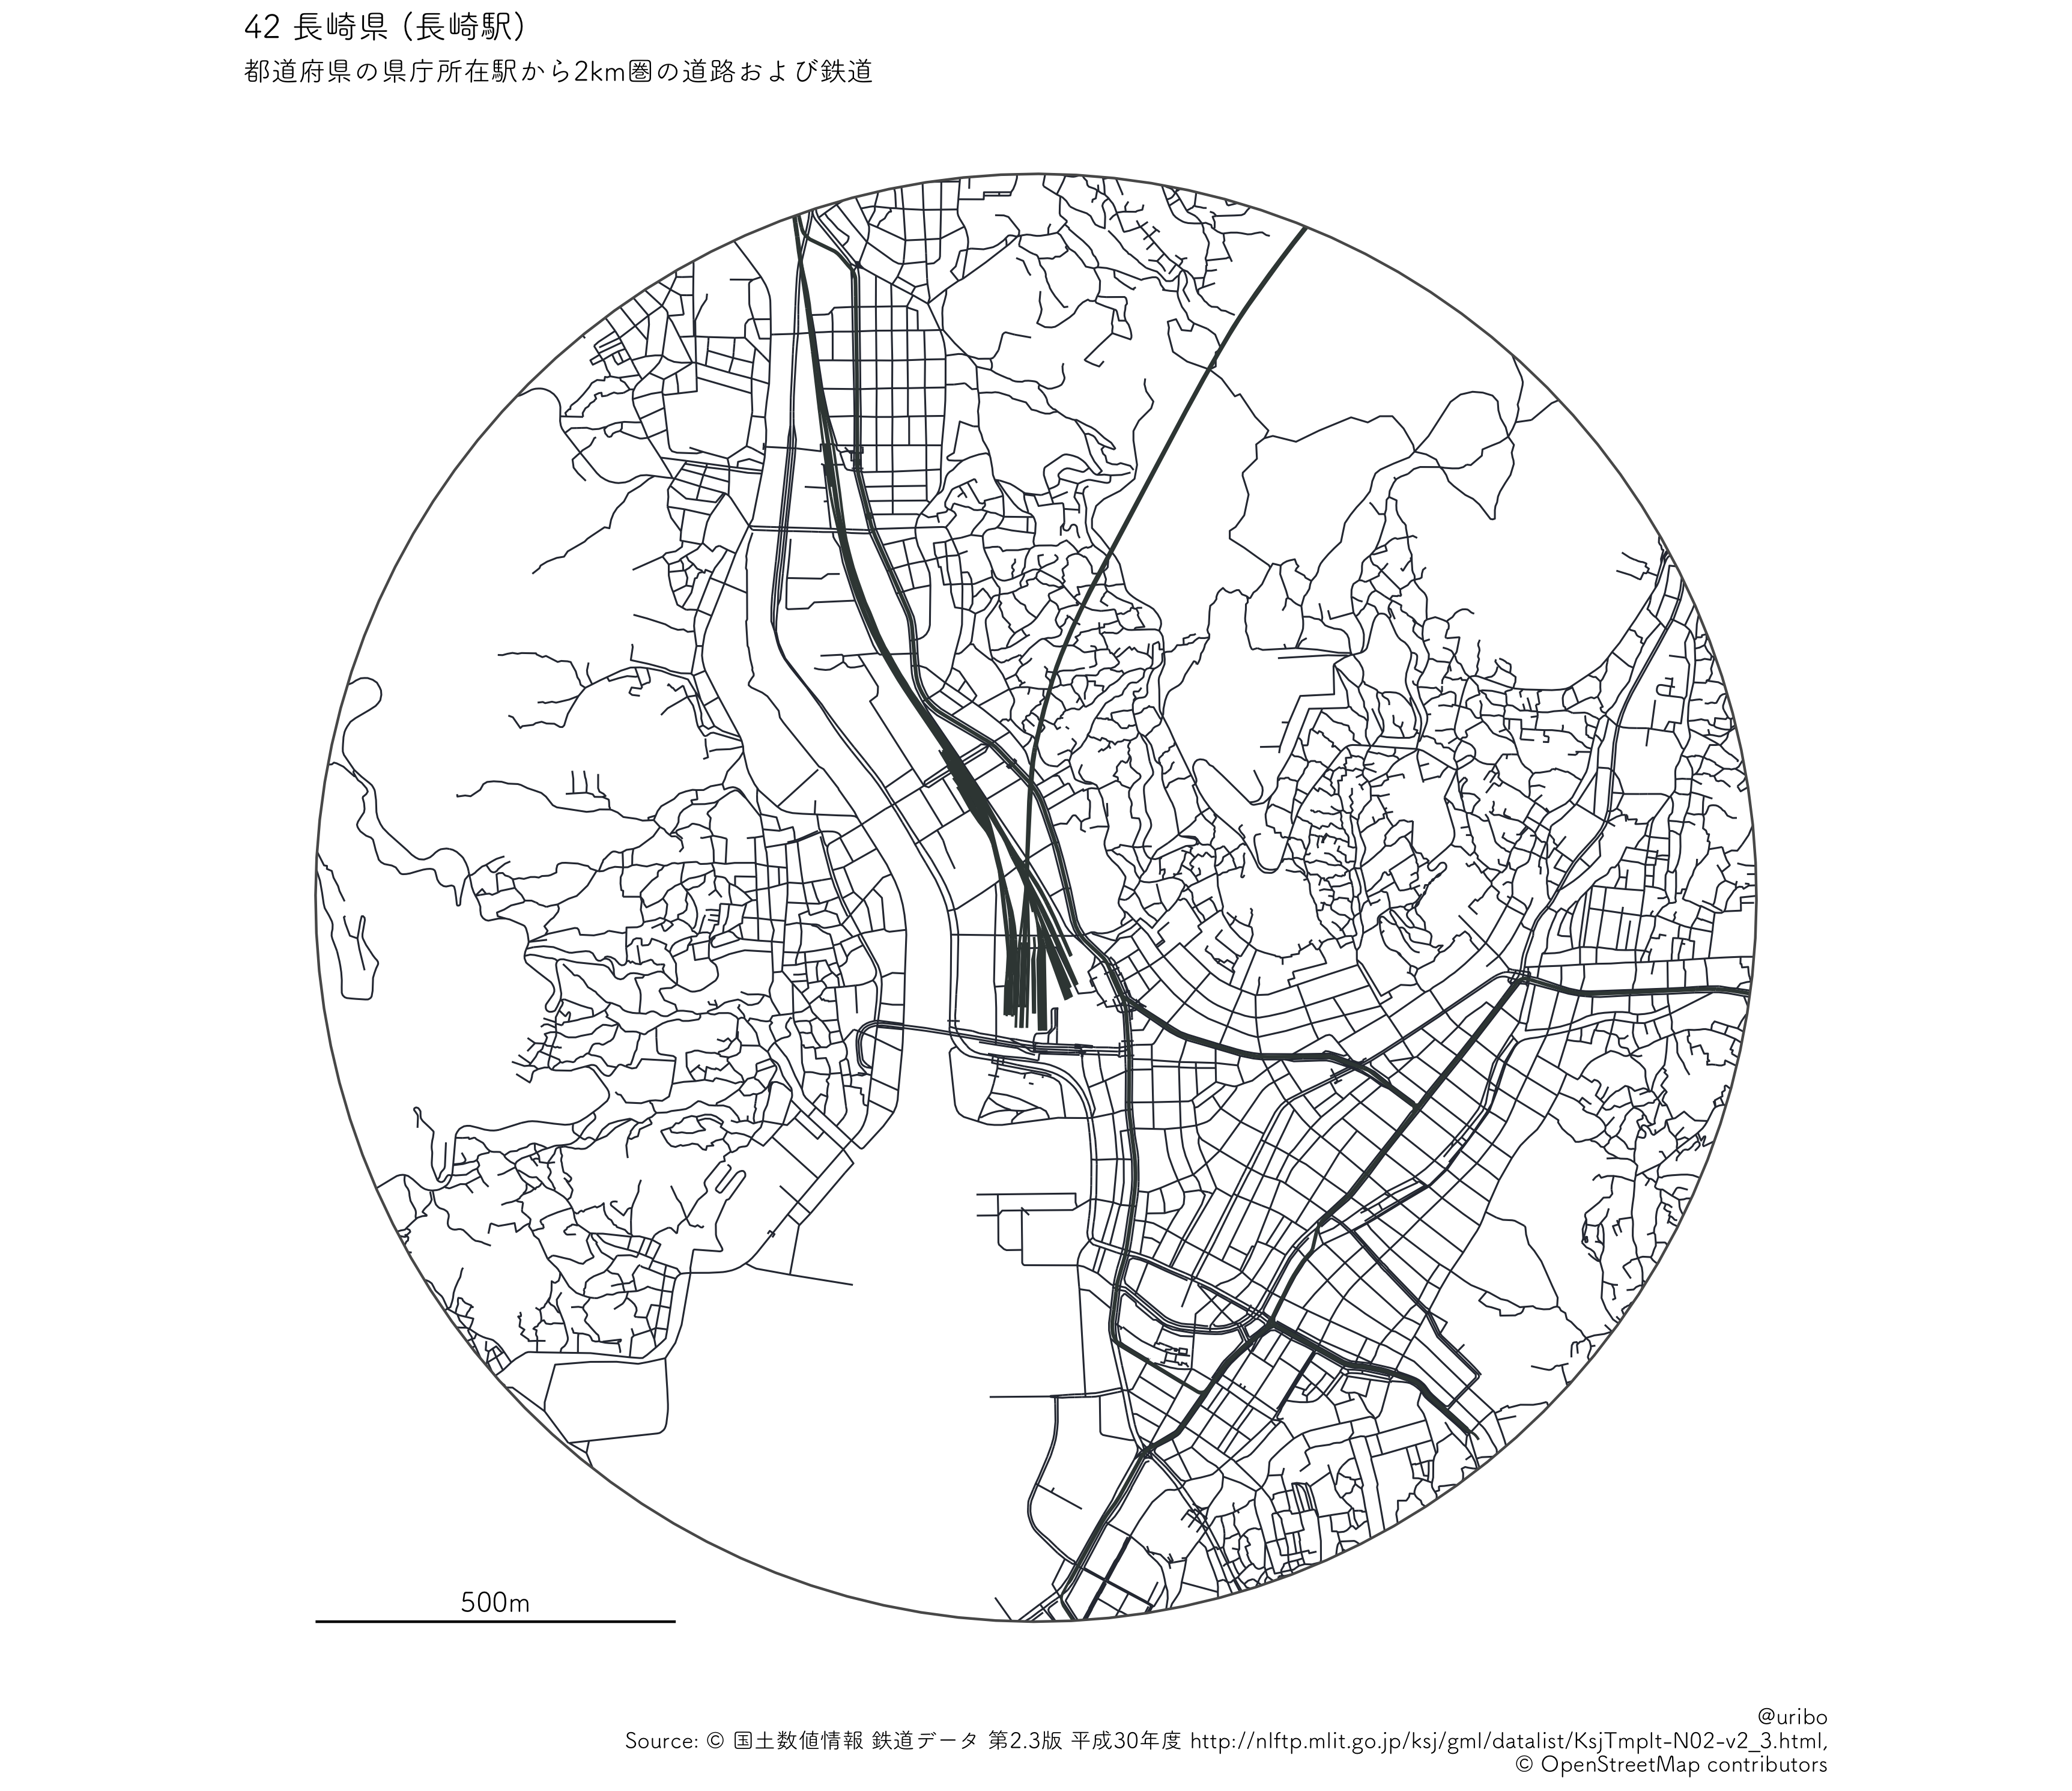 42 長崎県 (長崎駅)
都道府県の県庁所在駅から2km圏の道路および鉄道
500m
@uribo
Source: © 国土数値情報 鉄道データ 第2.3版 平成30年度 http://nlftp.mlit.go.jp/ksj/gml/datalist/KsjTmplt-N02-v2_3.html,
© OpenStreetMap contributors